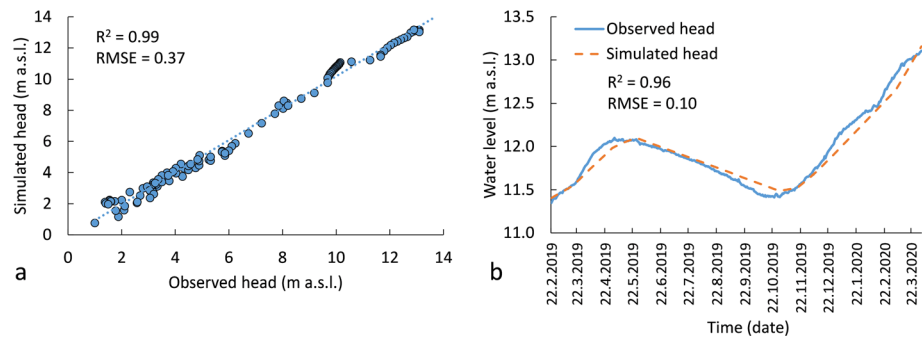 R² = 0.99
RMSE = 0.37
Simulated head (m a.s.l.)
14
12
10
8
6
4
2
0
0 2 4 6 8 10 12 14
Observed head (m a.s.l.)
a
Observed head
Simulated head
R² = 0.96
RMSE = 0.10
Water level (m a.s.l.)
13.5
13.0
12.5
12.0
11.5
11.0
22.2.2019
22.3.2019
22.4.2019
22.5.2019
22.6.2019
22.7.2019
22.8.2019
22.9.2019
22.10.2019
22.11.2019
22.12.2019
22.1.2020
22.2.2020
22.3.2020
Time (date)
b